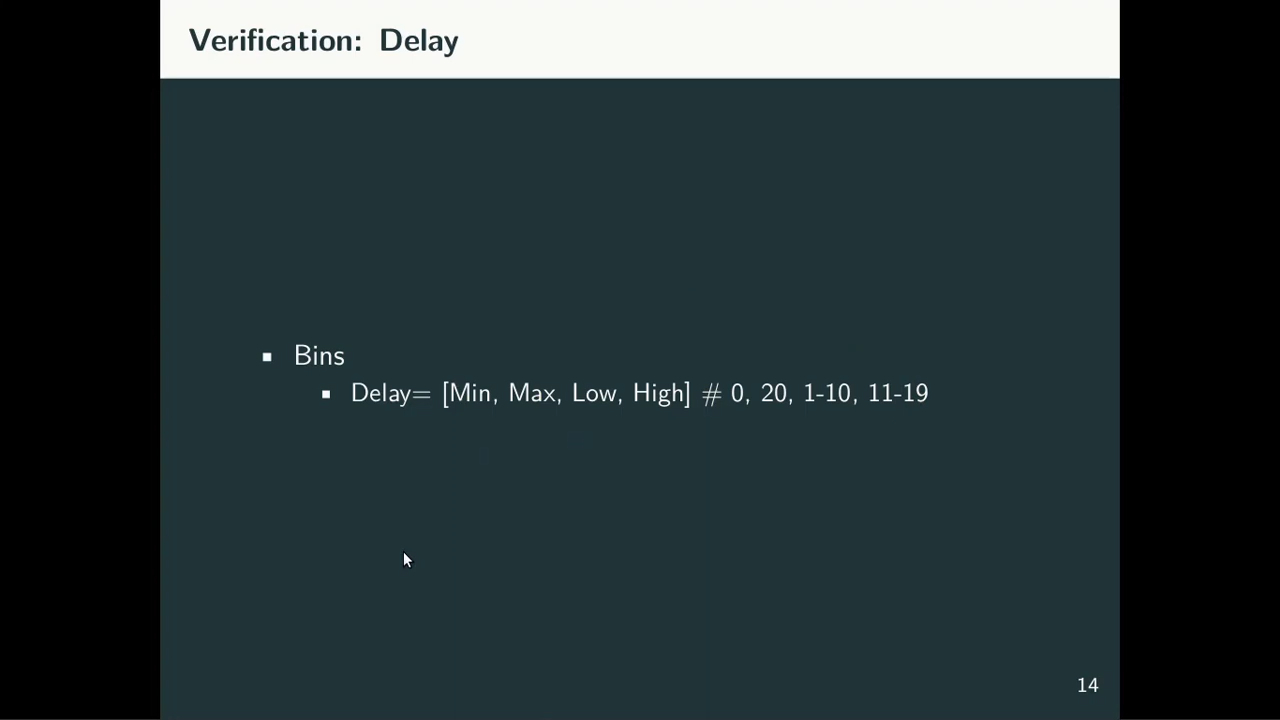 Verification: Delay
Bins
Delay= [Min, Max, Low, High] # 0, 20, 1-10, 11-19
14